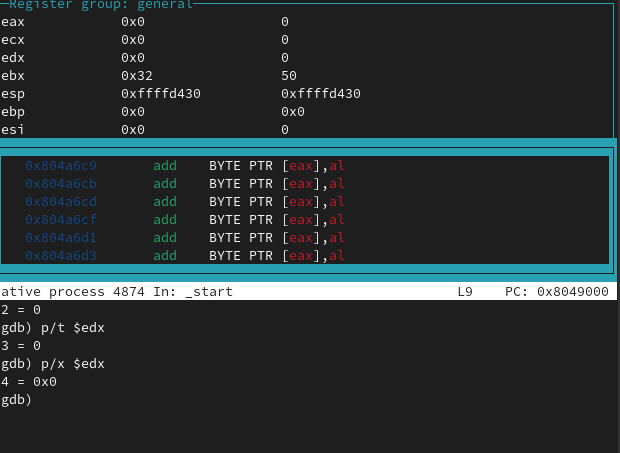 Register group: general
eax 0x0 0
ecx 0x0 0
edx 0x0 0
ebx 0x32 50
esp 0xffffd430 0xffffd430
ebp 0x0 0x0
esi 0x0 0
0x804a6c9 add BYTE PTR [eax],al
0x804a6cb add BYTE PTR [eax],al
0x804a6cd add BYTE PTR [eax],al
0x804a6cf add BYTE PTR [eax],al
0x804a6d1 add BYTE PTR [eax],al
0x804a6d3 add BYTE PTR [eax],al
ative process 4874 In: _start L9 PC: 0x8049000
2 = 0
gdb) p/t $edx
3 = 0
gdb) p/x $edx
4 = 0x0
gdb)